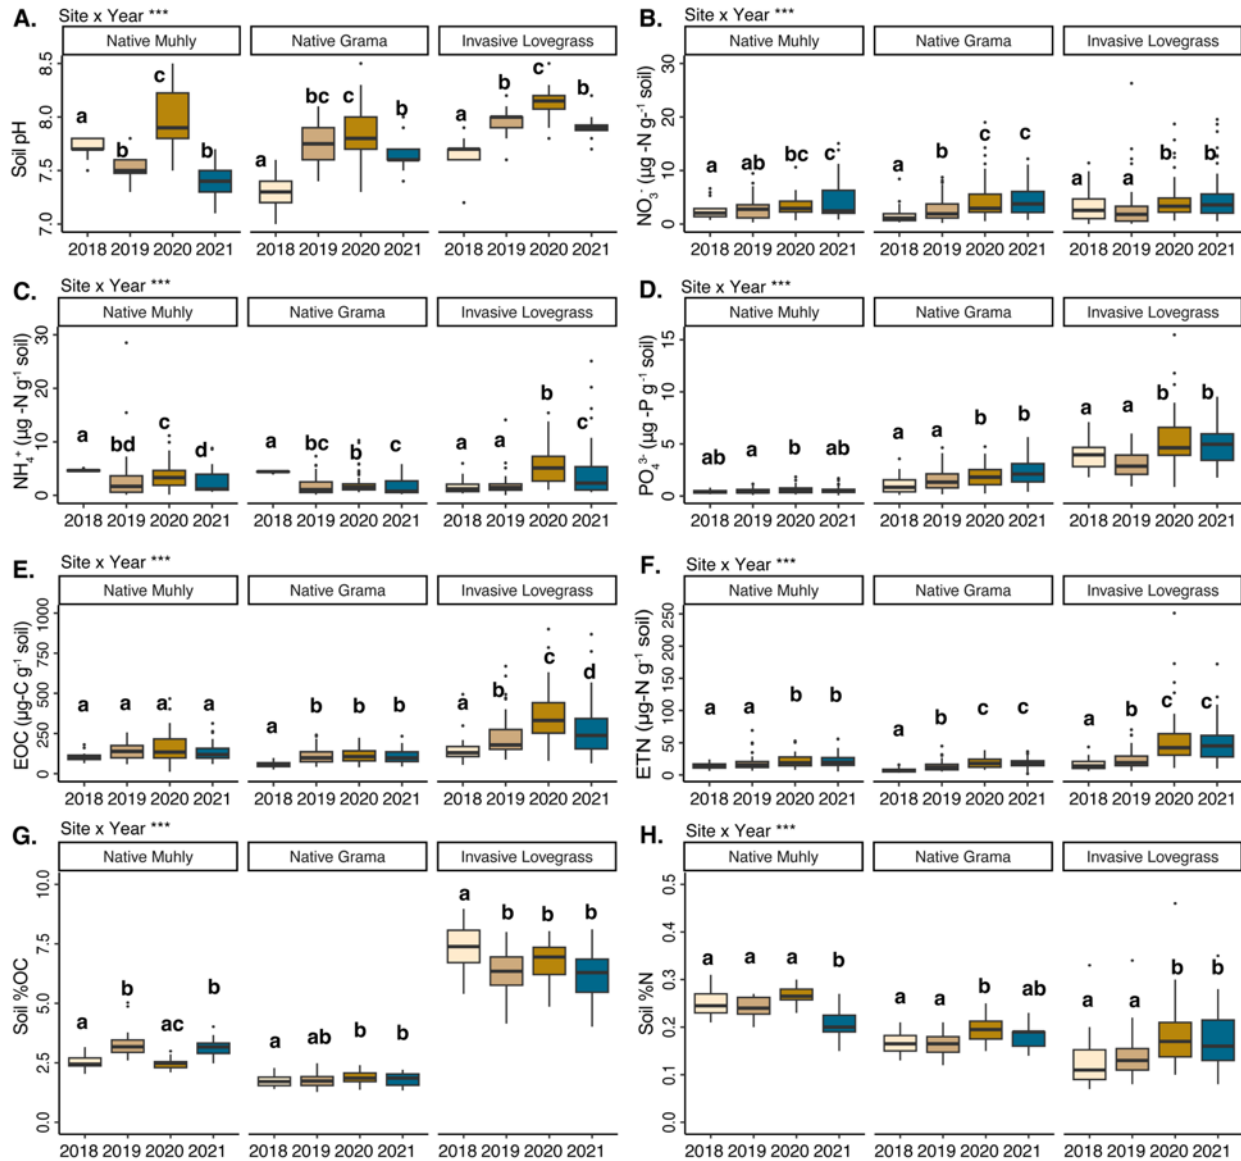 A. Site x Year ***
Native Muhly Native Grama Invasive Lovegrass
Soil pH
8.5
8.0
7.5
7.0
a b c b
a bc c b
a b c b
2018 2019 2020 2021 2018 2019 2020 2021 2018 2019 2020 2021
B. Site x Year ***
Native Muhly Native Grama Invasive Lovegrass
NO₃⁻ (µg -N g⁻¹ soil)
30
20
10
0
a ab bc c
a b c c
a a b b
2018 2019 2020 2021 2018 2019 2020 2021 2018 2019 2020 2021
C. Site x Year ***
Native Muhly Native Grama Invasive Lovegrass
NH₄⁺ (µg -N g⁻¹ soil)
30
20
10
0
a bd c d
a bc b c
a a b c
2018 2019 2020 2021 2018 2019 2020 2021 2018 2019 2020 2021
D. Site x Year ***
Native Muhly Native Grama Invasive Lovegrass
PO₄³⁻ (µg -P g⁻¹ soil)
15
10
5
0
ab a b ab
a a b b
a a b b
2018 2019 2020 2021 2018 2019 2020 2021 2018 2019 2020 2021
E. Site x Year ***
Native Muhly Native Grama Invasive Lovegrass
EOC (µg-C g⁻¹ soil)
1000
750
500
250
0
a a a a
a b b b
a b c d
2018 2019 2020 2021 2018 2019 2020 2021 2018 2019 2020 2021
F. Site x Year ***
Native Muhly Native Grama Invasive Lovegrass
ETN (µg-N g⁻¹ soil)
250
200
150
100
50
0
a a b b
a b c c
a b c c
2018 2019 2020 2021 2018 2019 2020 2021 2018 2019 2020 2021
G. Site x Year ***
Native Muhly Native Grama Invasive Lovegrass
Soil %OC
10.0
7.5
5.0
2.5
0.0
a b ac b
a ab b b
a b b b
2018 2019 2020 2021 2018 2019 2020 2021 2018 2019 2020 2021
H. Site x Year ***
Native Muhly Native Grama Invasive Lovegrass
Soil %N
0.5
0.4
0.3
0.2
0.1
0.0
a a a b
a a b ab
a a b b
2018 2019 2020 2021 2018 2019 2020 2021 2018 2019 2020 2021